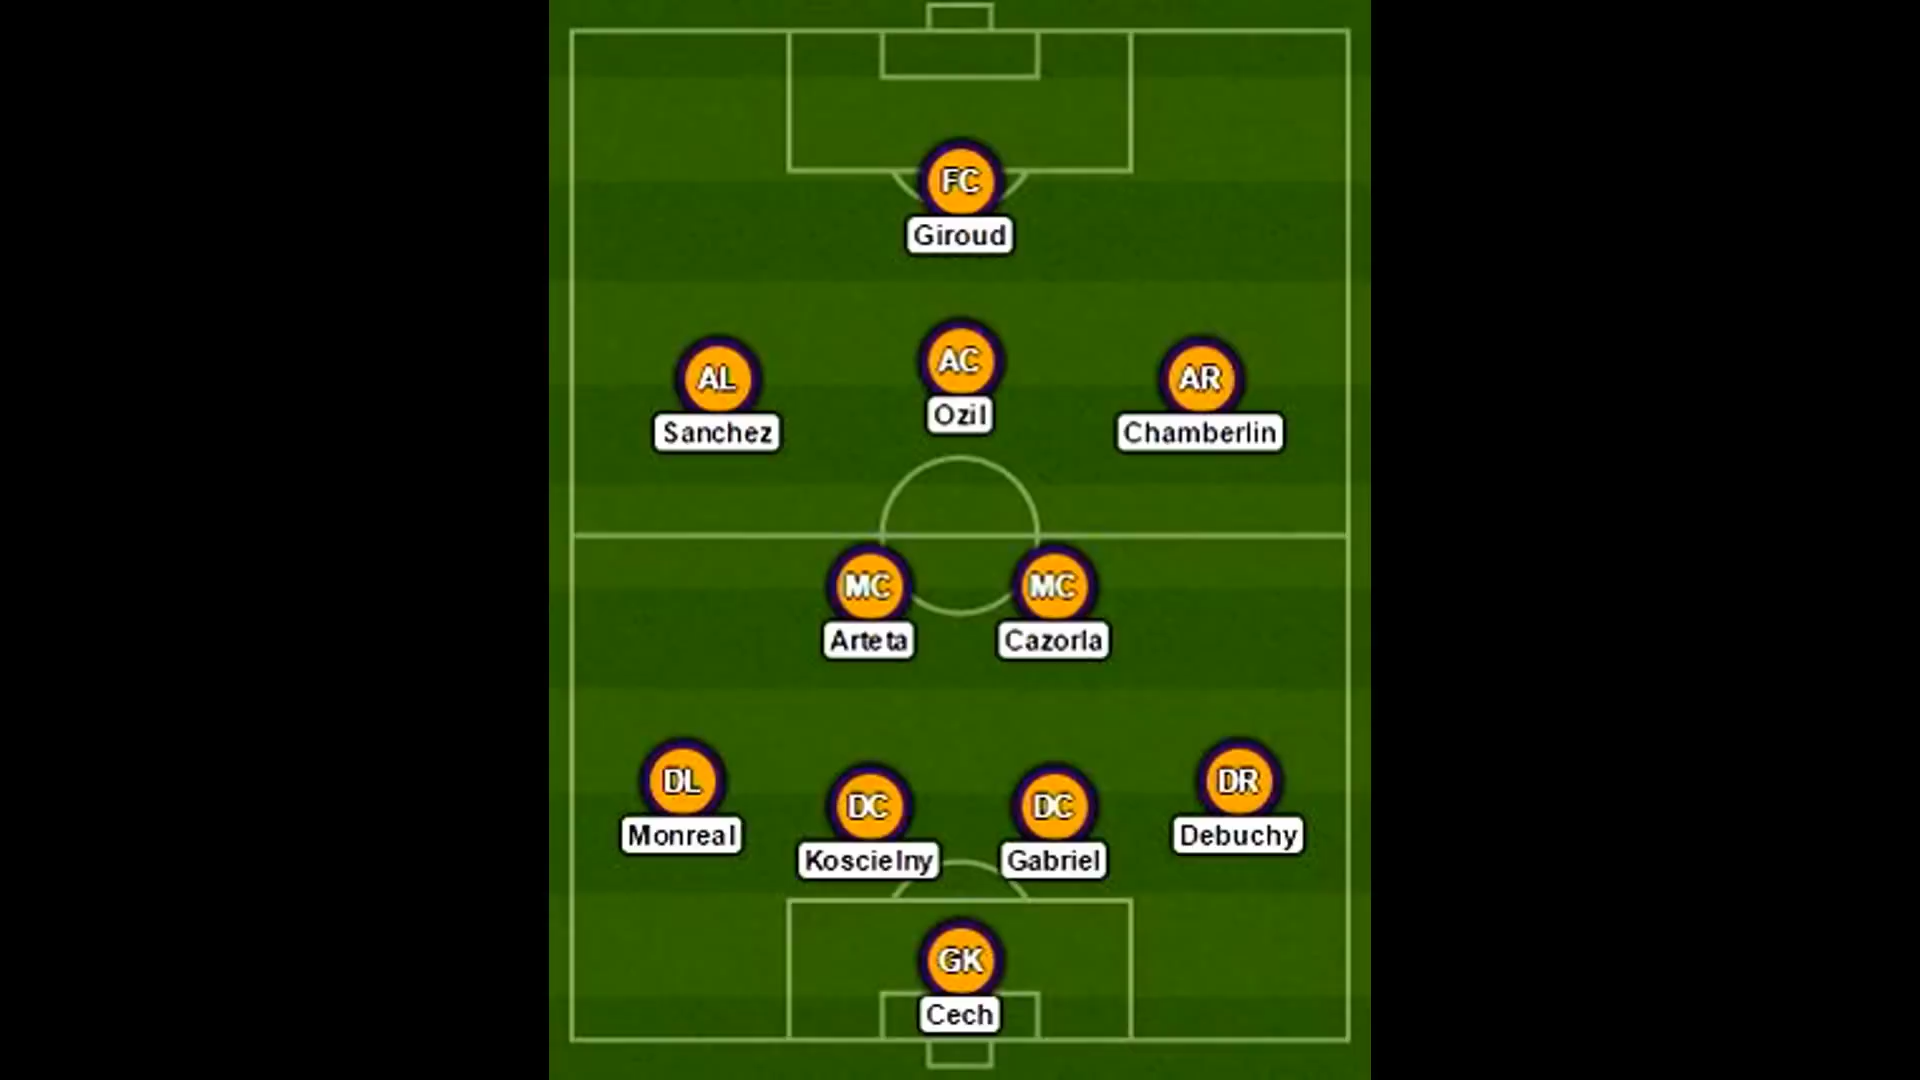 FC
Giroud
AL
AC
AR
Sanchez
Ozil
Chamberlin
MC
MC
Arteta
Cazorla
DL
DC
DC
DR
Monreal
Koscielny
Gabriel
Debuchy
GK
Cech